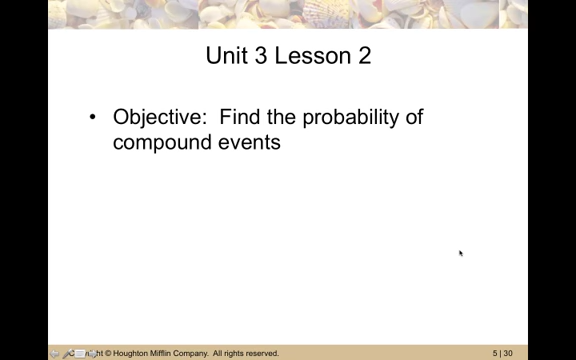 Unit 3 Lesson 2
• Objective: Find the probability of
compound events
ht © Houghton Mifflin Company. All rights reserved.
5 | 30